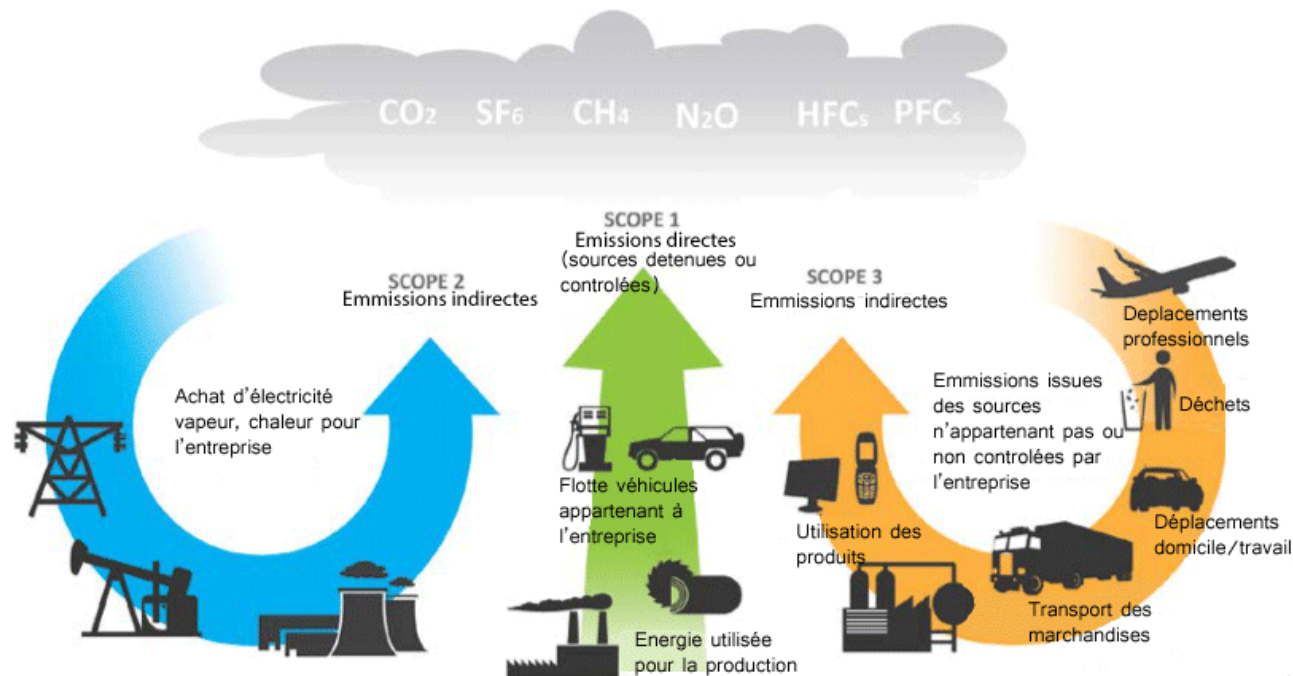 CO2 SF6 CH4 N2O HFCs PFCs
SCOPE 1
Emissions directes
(sources detenues ou
controlées)
SCOPE 2
Emmissions indirectes
Achat d'électricité
vapeur, chaleur pour
l'entreprise
Flotte véhicules
appartenant à
l'entreprise
Energie utilisée
pour la production
SCOPE 3
Emmissions indirectes
Emmissions issues
des sources
n'appartenant pas ou
non controlées par
l'entreprise
Deplacements
professionnels
Déchets
Déplacements
domicile/travail
Transport des
marchandises
Utilisation des
produits